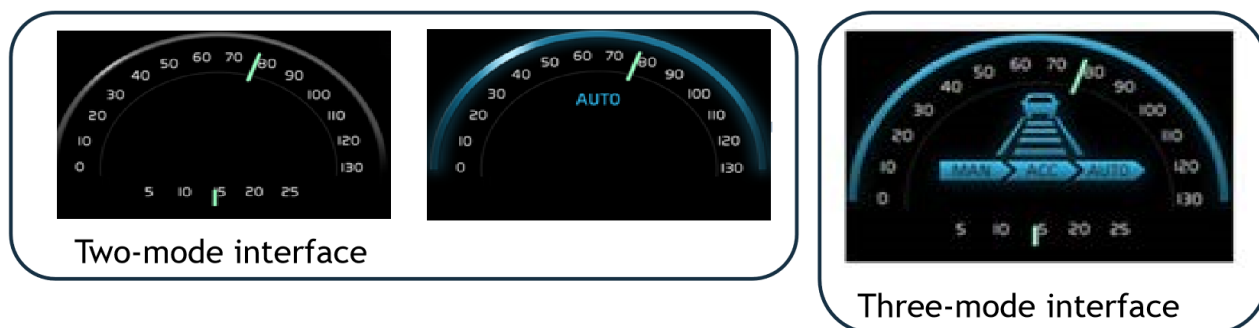 0 10 20 30 40 50 60 70 80 90 100 110 120 130
5 10 15 20 25
0 10 20 30 40 50 60 70 80 90 100 110 120 130
AUTO
Two-mode interface
0 10 20 30 40 50 60 70 80 90 100 110 120 130
MAN ACC AUTO
5 10 15 20 25
Three-mode interface